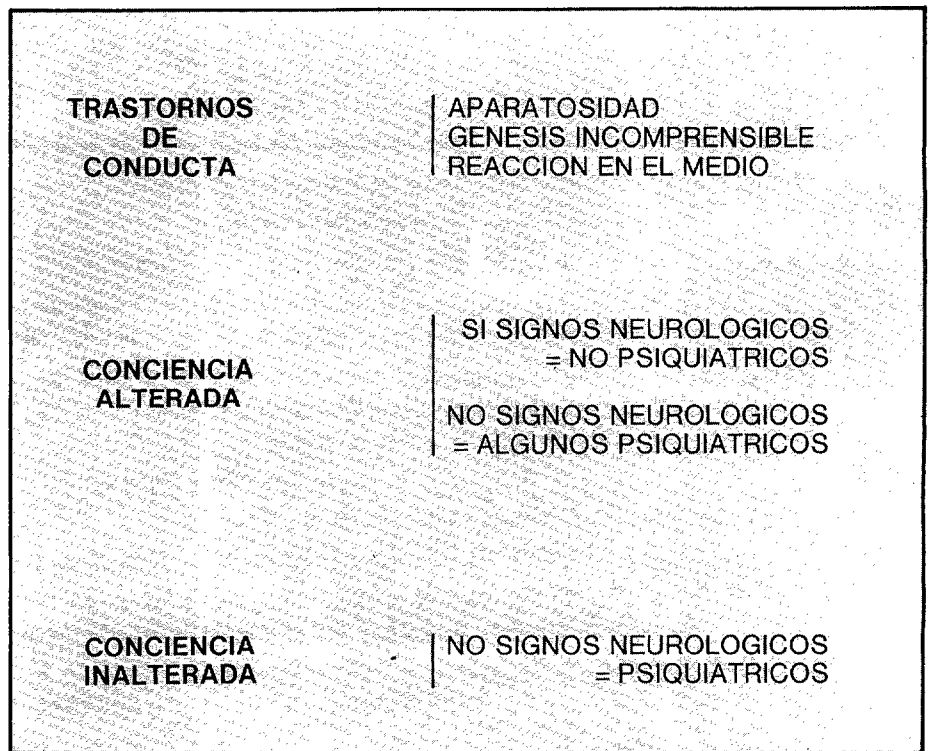 TRASTORNOS
DE
CONDUCTA
APARATOSIDAD
GENESIS INCOMPRENSIBLE
REACCION EN EL MEDIO
CONCIENCIA
ALTERADA
SI SIGNOS NEUROLOGICOS
= NO PSIQUIATRICOS
NO SIGNOS NEUROLOGICOS
= ALGUNOS PSIQUIATRICOS
CONCIENCIA
INALTERADA
NO SIGNOS NEUROLOGICOS
= PSIQUIATRICOS